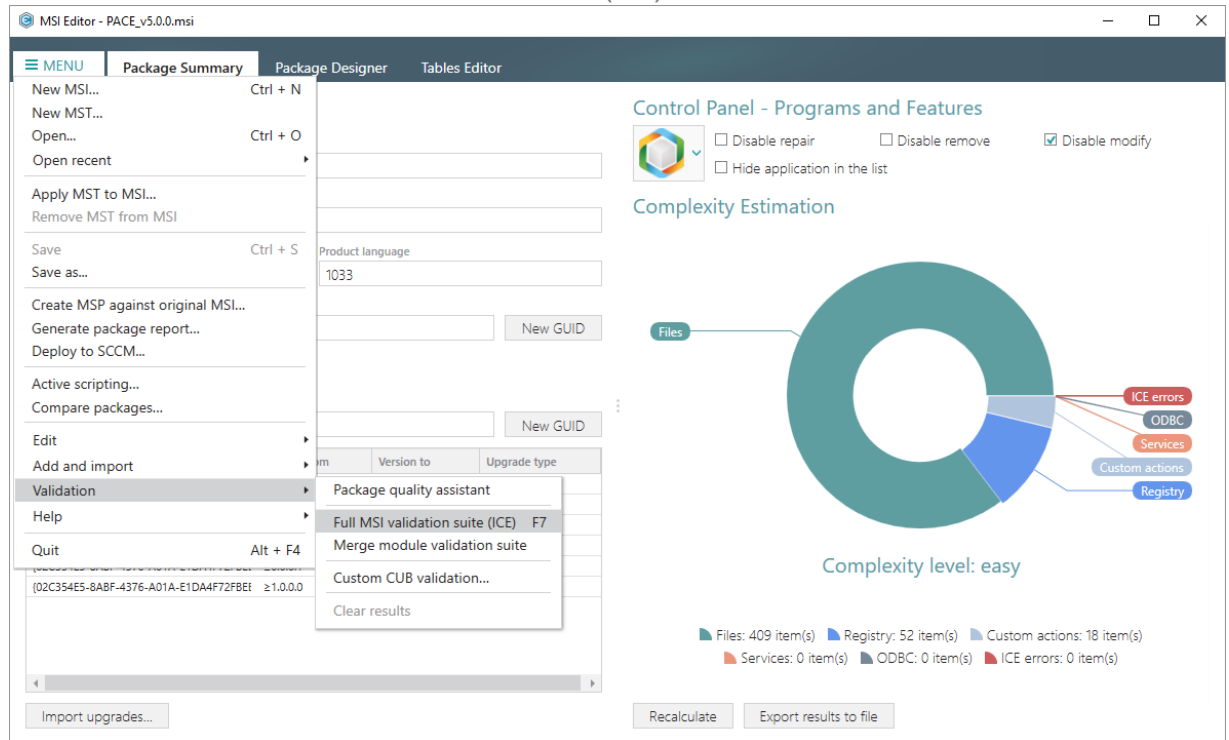 MSI Editor - PACE_v5.0.0.msi
MENU Package Summary Package Designer Tables Editor
New MSI... Ctrl + N
New MST...
Open... Ctrl + O
Open recent
Apply MST to MSI...
Remove MST from MSI
Save Ctrl + S
Save as...
Create MSP against original MSI...
Generate package report...
Deploy to SCCM...
Active scripting...
Compare packages...
Edit
Add and import
Validation
Help
Quit Alt + F4
Package quality assistant
Full MSI validation suite (ICE) F7
Merge module validation suite
Custom CUB validation...
Clear results
Product language
1033
New GUID
New GUID
Version to Upgrade type
{02C354E5-8ABF-4376-A01A-E1DA4F72FBEE ≥1.0.0.0
Import upgrades...
Control Panel - Programs and Features
Disable repair Disable remove Disable modify
Hide application in the list
Complexity Estimation
Files
ICE errors
ODBC
Services
Custom actions
Registry
Complexity level: easy
Files: 409 item(s) Registry: 52 item(s) Custom actions: 18 item(s)
Services: 0 item(s) ODBC: 0 item(s) ICE errors: 0 item(s)
Recalculate Export results to file